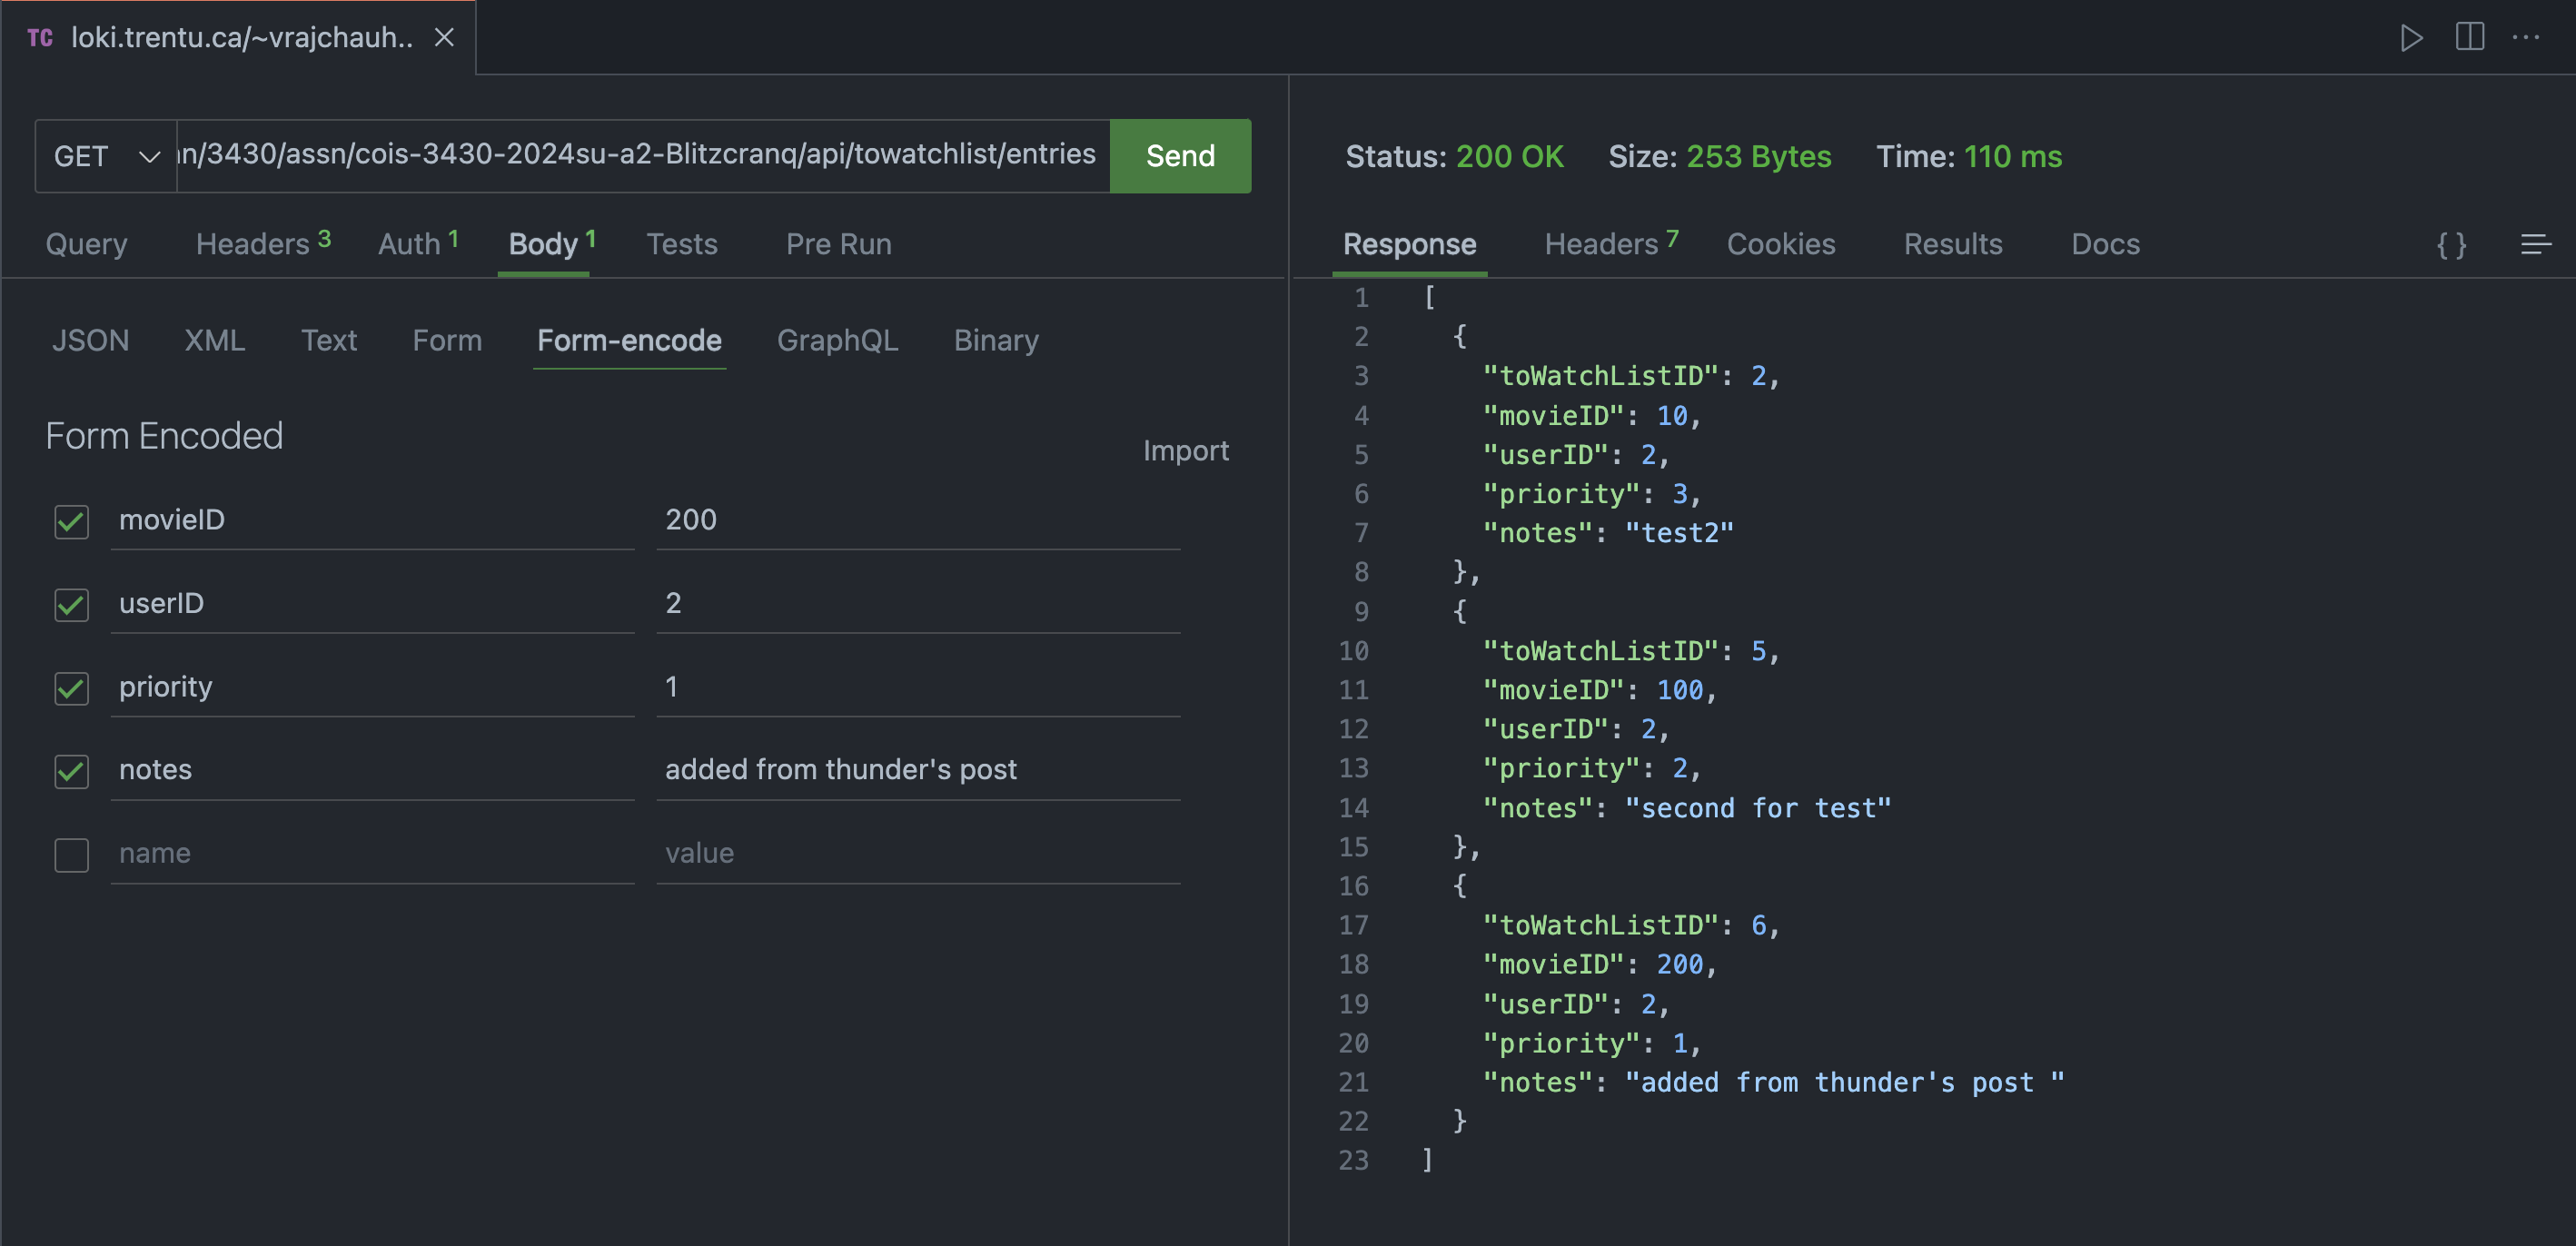 TC loki.trentu.ca/~vrajchauh..
GET n/3430/assn/cois-3430-2024su-a2-Blitzcranq/api/towatchlist/entries Send
Query Headers 3 Auth 1 Body 1 Tests Pre Run
JSON XML Text Form Form-encode GraphQL Binary
Form Encoded
Import
movieID 200
userID 2
priority 1
notes added from thunder's post
name value
Status: 200 OK Size: 253 Bytes Time: 110 ms
Response Headers 7 Cookies Results Docs { }
1 [
2 {
3 "toWatchListID": 2,
4 "movieID": 10,
5 "userID": 2,
6 "priority": 3,
7 "notes": "test2"
8 },
9 {
10 "toWatchListID": 5,
11 "movieID": 100,
12 "userID": 2,
13 "priority": 2,
14 "notes": "second for test"
15 },
16 {
17 "toWatchListID": 6,
18 "movieID": 200,
19 "userID": 2,
20 "priority": 1,
21 "notes": "added from thunder's post "
22 }
23 ]